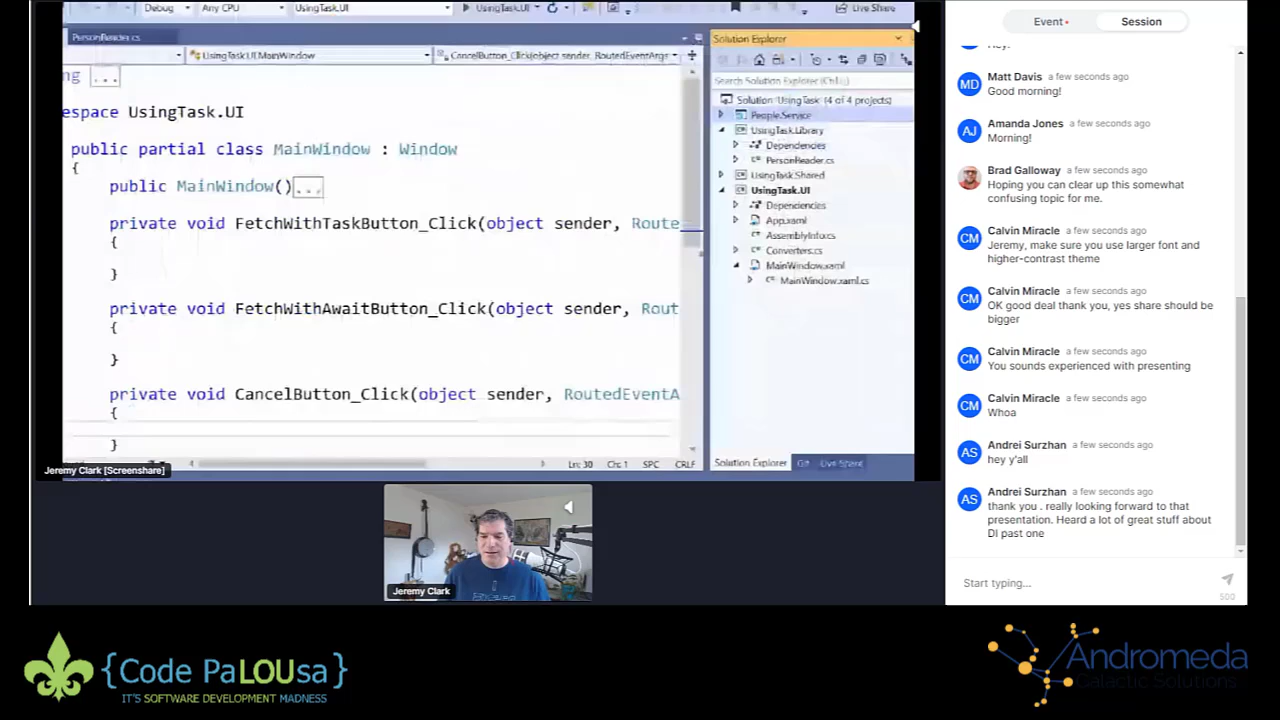 Debug
Any CPU
UsingTask.UI
UsingTask.UI
Live Share
PersonReader.cs
UsingTask.UI.MainWindow
CancelButton_Click(object sender, RoutedEventArgs
ng ...
espace UsingTask.UI
public partial class MainWindow : Window
{
public MainWindow()...
private void FetchWithTaskButton_Click(object sender, Route
{
}
private void FetchWithAwaitButton_Click(object sender, Rout
{
}
private void CancelButton_Click(object sender, RoutedEventA
{
}
Ln: 30 Ch: 1 SPC CRLF
Jeremy Clark [Screenshare]
Solution Explorer
Search Solution Explorer (Ctrl+;)
Solution 'UsingTask' (4 of 4 projects)
People.Service
UsingTask.Library
Dependencies
PersonReader.cs
UsingTask.Shared
UsingTask.UI
Dependencies
App.xaml
AssemblyInfo.cs
Converters.cs
MainWindow.xaml
MainWindow.xaml.cs
Solution Explorer Git Live Share
Jeremy Clark
Event
Session
Hey!
MD
Matt Davis a few seconds ago
Good morning!
AJ
Amanda Jones a few seconds ago
Morning!
Brad Galloway a few seconds ago
Hoping you can clear up this somewhat
confusing topic for me.
CM
Calvin Miracle a few seconds ago
Jeremy, make sure you use larger font and
higher-contrast theme
CM
Calvin Miracle a few seconds ago
OK good deal thank you, yes share should be
bigger
CM
Calvin Miracle a few seconds ago
You sounds experienced with presenting
CM
Calvin Miracle a few seconds ago
Whoa
AS
Andrei Surzhan a few seconds ago
hey y'all
AS
Andrei Surzhan a few seconds ago
thank you . really looking forward to that
presentation. Heard a lot of great stuff about
DI past one
Start typing...
500
{Code PaLOUsa}
IT'S SOFTWARE DEVELOPMENT MADNESS
Andromeda
Galactic Solutions